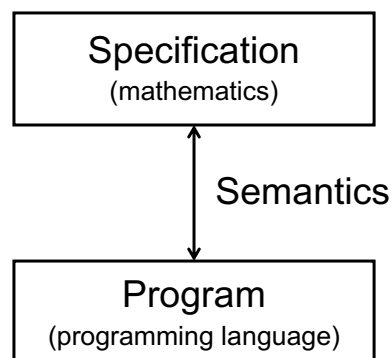 Specification
(mathematics)
Semantics
Program
(programming language)